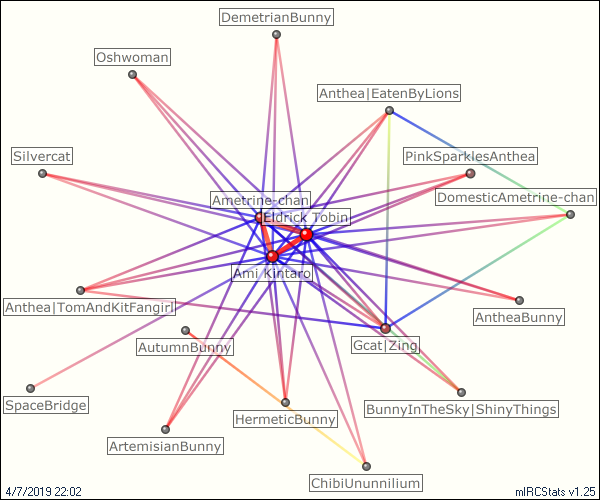 DemetrianBunny
Oshwoman
Anthea|EatenByLions
Silvercat
PinkSparklesAnthea
DomesticAmetrine-chan
Ametrine-chan
Edrick Tobin
Ami Kintaro
Anthea|TomAndKitFangirl
AntheaBunny
Gcat|Zing
AutumnBunny
SpaceBridge
BunnyInTheSky|ShinyThings
HermeticBunny
ArtemisianBunny
ChibiUnunnilium
4/7/2019 22:02
mIRCStats v1.25